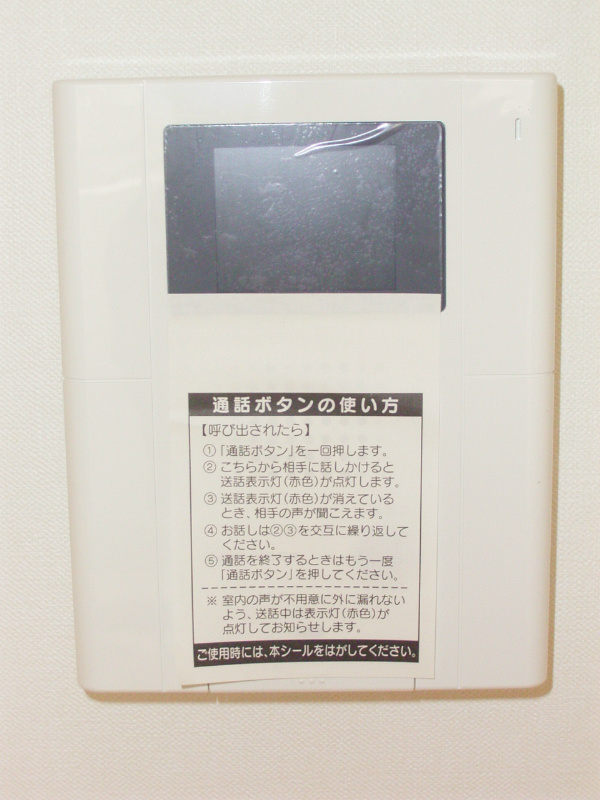 通話ボタンの使い方
【呼び出されたら】
①「通話ボタン」を一回押します。
② こちらから相手に話しかけると
送話表示灯(赤色)が点灯します。
③ 送話表示灯(赤色)が消えている
とき、相手の声が聞こえます。
④ お話しは②③を交互に繰り返して
ください。
⑤ 通話を終了するときはもう一度
「通話ボタン」を押してください。
※ 室内の声が不用意に外に漏れない
よう、送話中は表示灯(赤色)が
点灯してお知らせします。
ご使用時には、本シールをはがしてください。